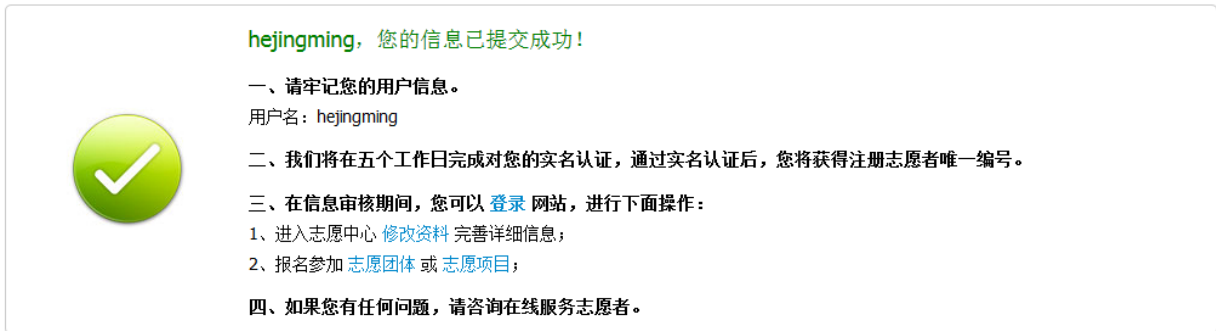 hejingming，您的信息已提交成功！
一、请牢记您的用户信息。
用户名：hejingming
二、我们将在五个工作日完成对您的实名认证，通过实名认证后，您将获得注册志愿者唯一编号。
三、在信息审核期间，您可以 登录 网站，进行下面操作：
1、进入志愿中心 修改资料 完善详细信息；
2、报名参加 志愿团体 或 志愿项目；
四、如果您有任何问题，请咨询在线服务志愿者。